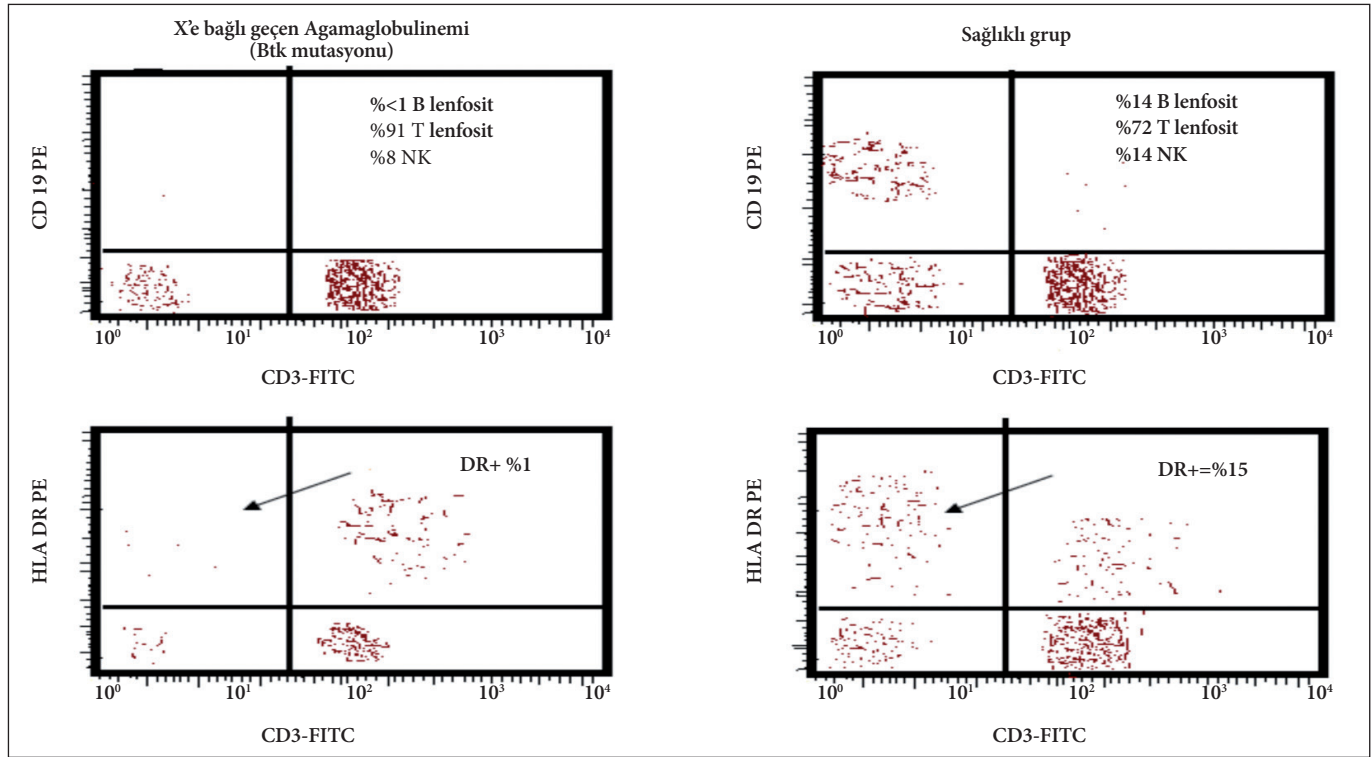 X'e bağlı geçen Agamaglobulinemi
(Btk mutasyonu)
%<1 B lenfosit
%91 T lenfosit
%8 NK
CD 19 PE
10⁰ 10¹ 10² 10³ 10⁴
CD3-FITC
Sağlıklı grup
%14 B lenfosit
%72 T lenfosit
%14 NK
CD 19 PE
10⁰ 10¹ 10² 10³ 10⁴
CD3-FITC
DR+ %1
HLA DR PE
10⁰ 10¹ 10² 10³ 10⁴
CD3-FITC
DR+=%15
HLA DR PE
10⁰ 10¹ 10² 10³ 10⁴
CD3-FITC